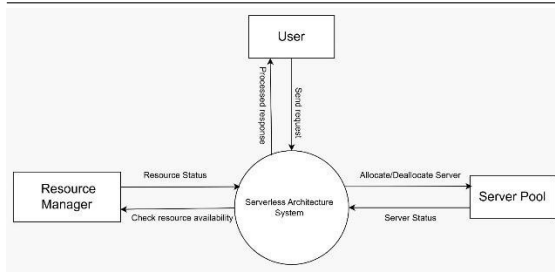 User
Processed response
Send request
Resource Status
Allocate/Deallocate Server
Resource
Manager
Serverless Architecture
System
Server Pool
Check resource availability
Server Status